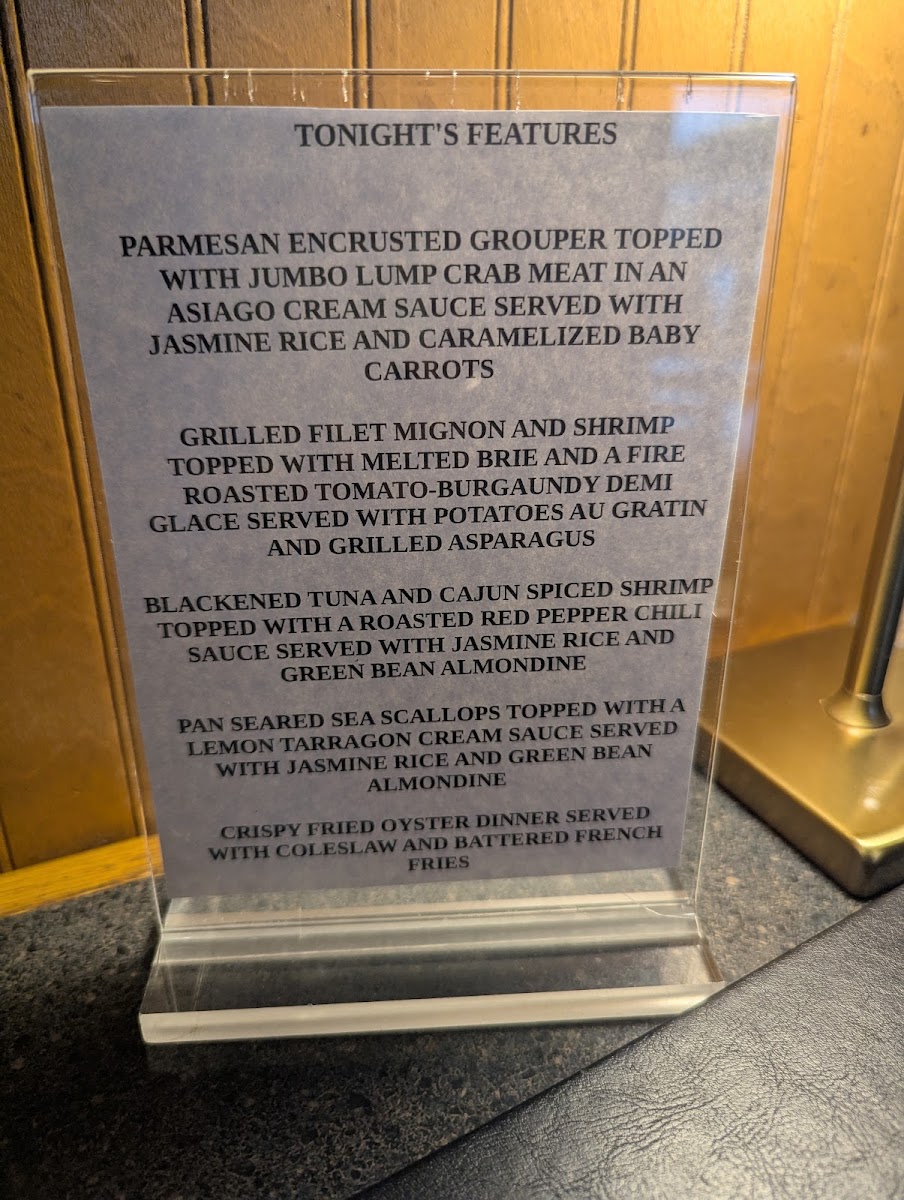 TONIGHT'S FEATURES
PARMESAN ENCRUSTED GROUPER TOPPED
WITH JUMBO LUMP CRAB MEAT IN AN
ASIAGO CREAM SAUCE SERVED WITH
JASMINE RICE AND CARAMELIZED BABY
CARROTS
GRILLED FILET MIGNON AND SHRIMP
TOPPED WITH MELTED BRIE AND A FIRE
ROASTED TOMATO-BURGAUNDY DEMI
GLACE SERVED WITH POTATOES AU GRATIN
AND GRILLED ASPARAGUS
BLACKENED TUNA AND CAJUN SPICED SHRIMP
TOPPED WITH A ROASTED RED PEPPER CHILI
SAUCE SERVED WITH JASMINE RICE AND
GREEN BEAN ALMONDINE
PAN SEARED SEA SCALLOPS TOPPED WITH A
LEMON TARRAGON CREAM SAUCE SERVED
WITH JASMINE RICE AND GREEN BEAN
ALMONDINE
CRISPY FRIED OYSTER DINNER SERVED
WITH COLESLAW AND BATTERED FRENCH
FRIES